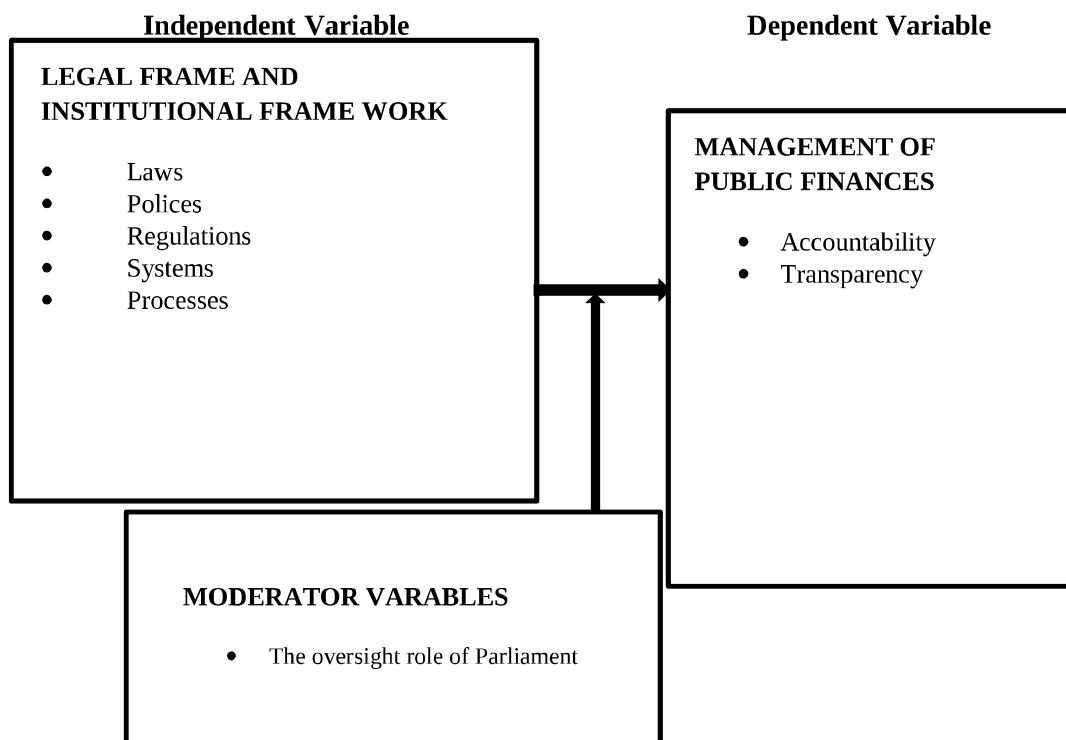 Independent Variable
Dependent Variable
LEGAL FRAME AND
INSTITUTIONAL FRAME WORK
• Laws
• Polices
• Regulations
• Systems
• Processes
MANAGEMENT OF
PUBLIC FINANCES
• Accountability
• Transparency
MODERATOR VARABLES
• The oversight role of Parliament